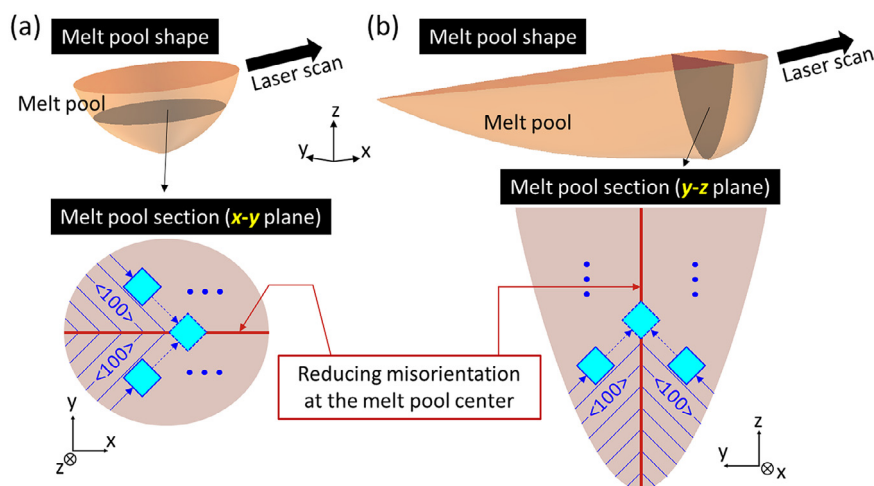 (a)
Melt pool shape
Laser scan
Melt pool
z
y
x
Melt pool section (x-y plane)
<100>
<100>
y
x
z
(b)
Melt pool shape
Laser scan
Melt pool
Melt pool section (y-z plane)
<100>
<100>
z
y
x
Reducing misorientation
at the melt pool center